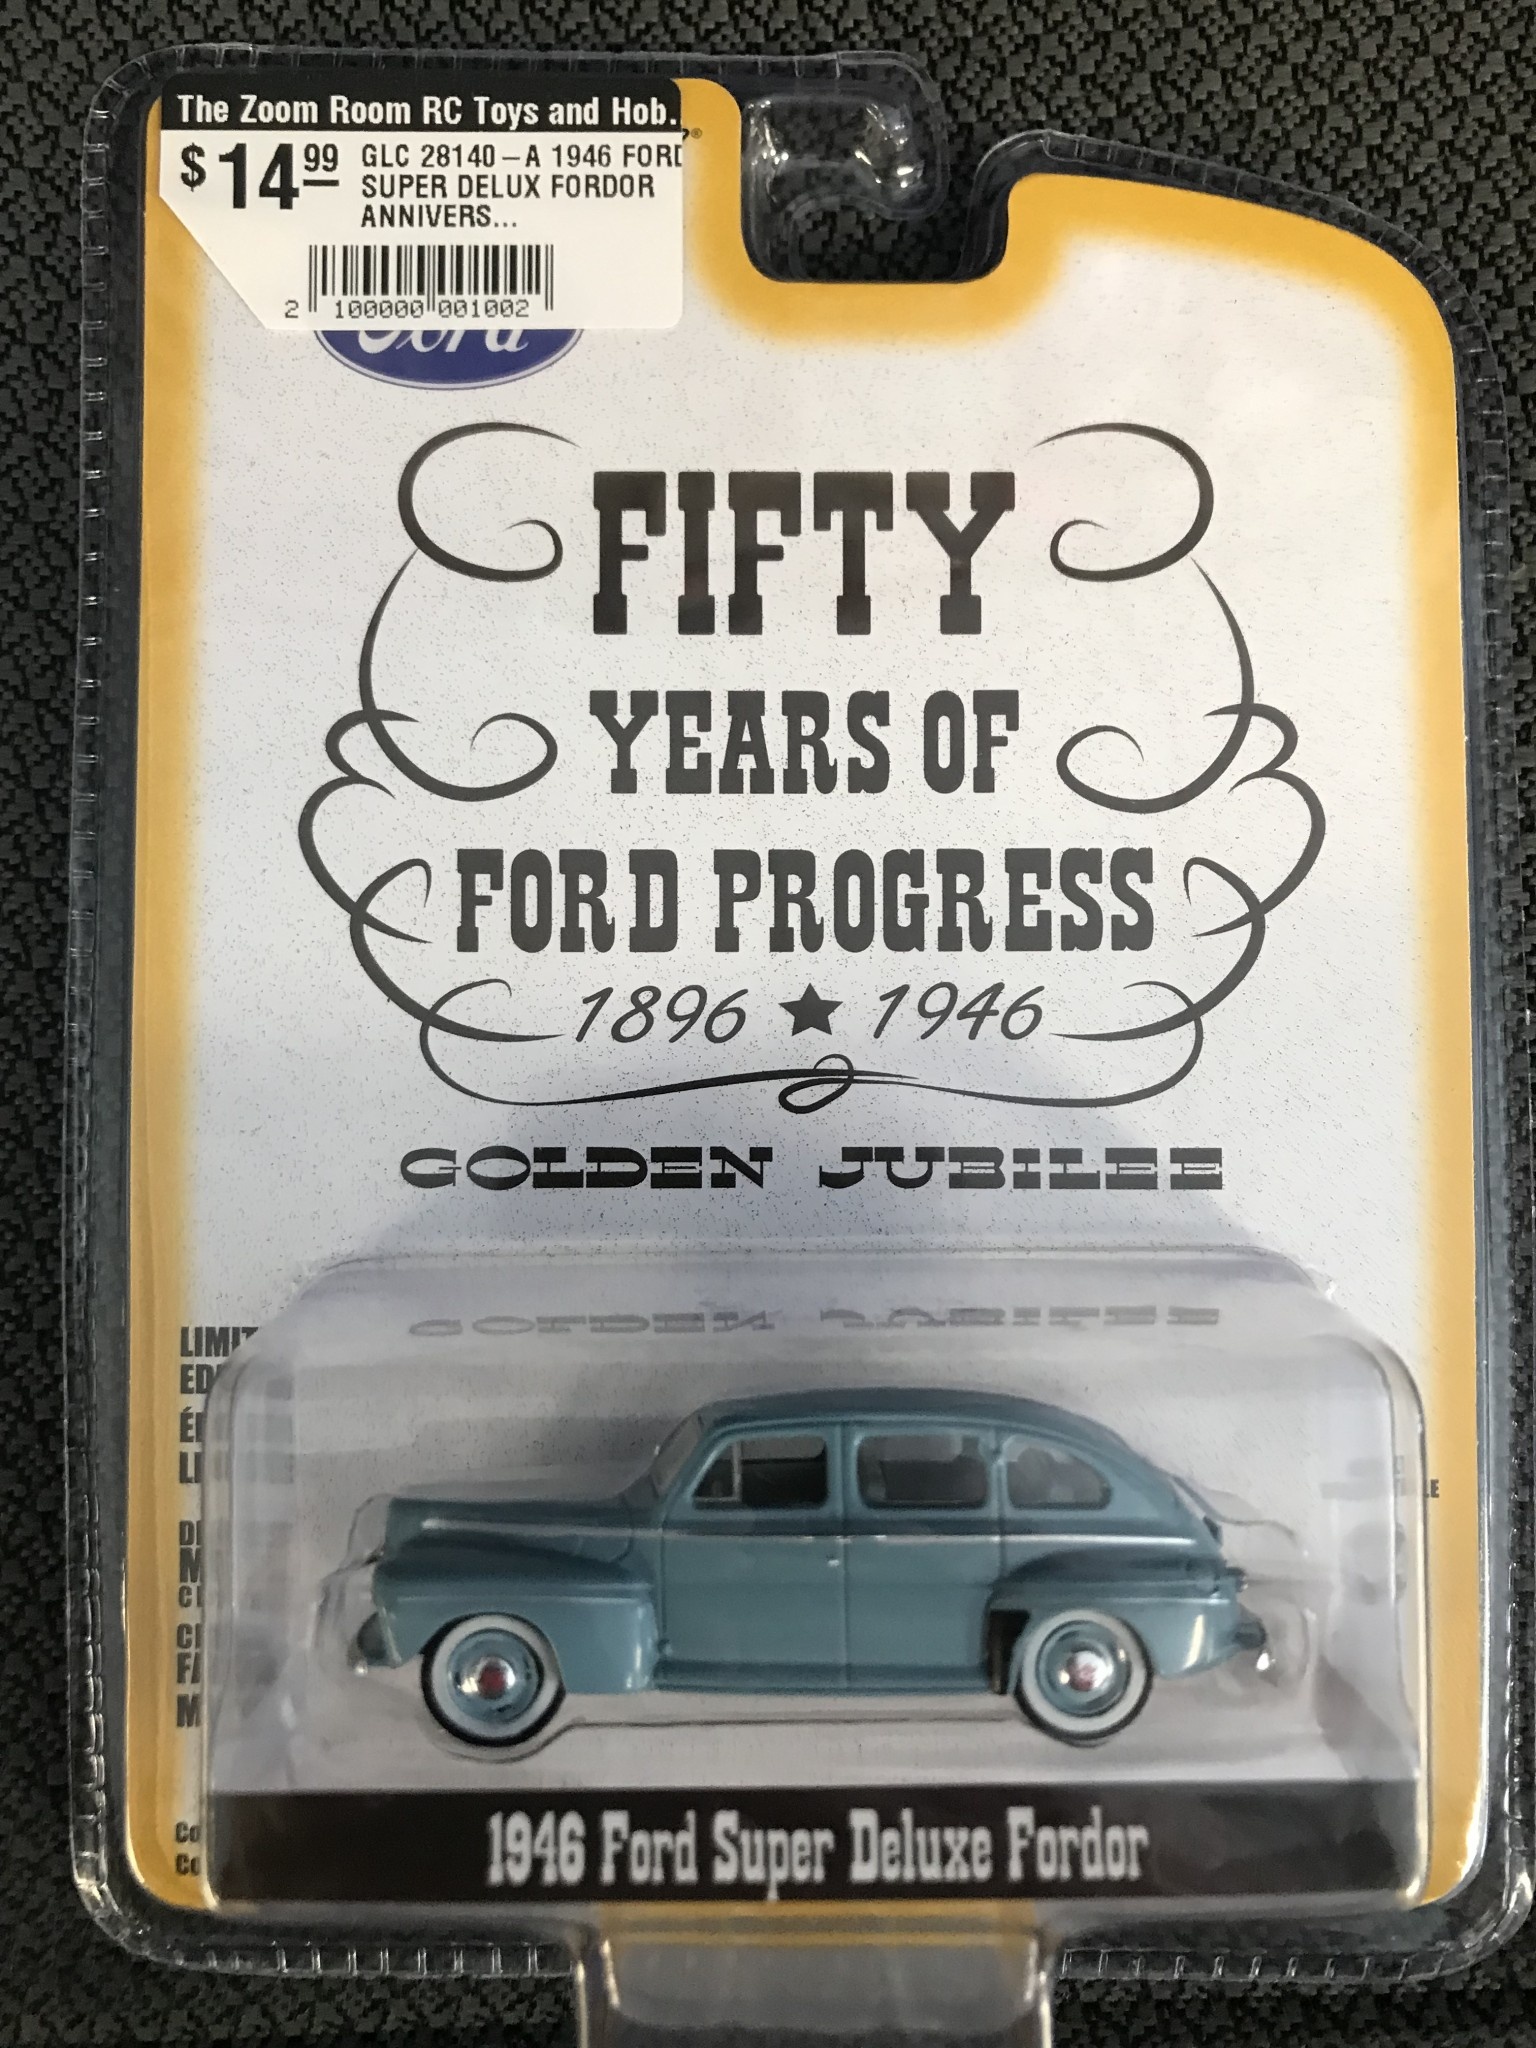 The Zoom Room RC Toys and Hob.
$14.99 GLC 28140-A 1946 FORD
SUPER DELUX FORDOR
ANNIVERS...
2 100000 001002
Ford
FIFTY
YEARS OF
FORD PROGRESS
1896 ★ 1946
GOLDEN JUBILEE
1946 Ford Super Deluxe Fordor